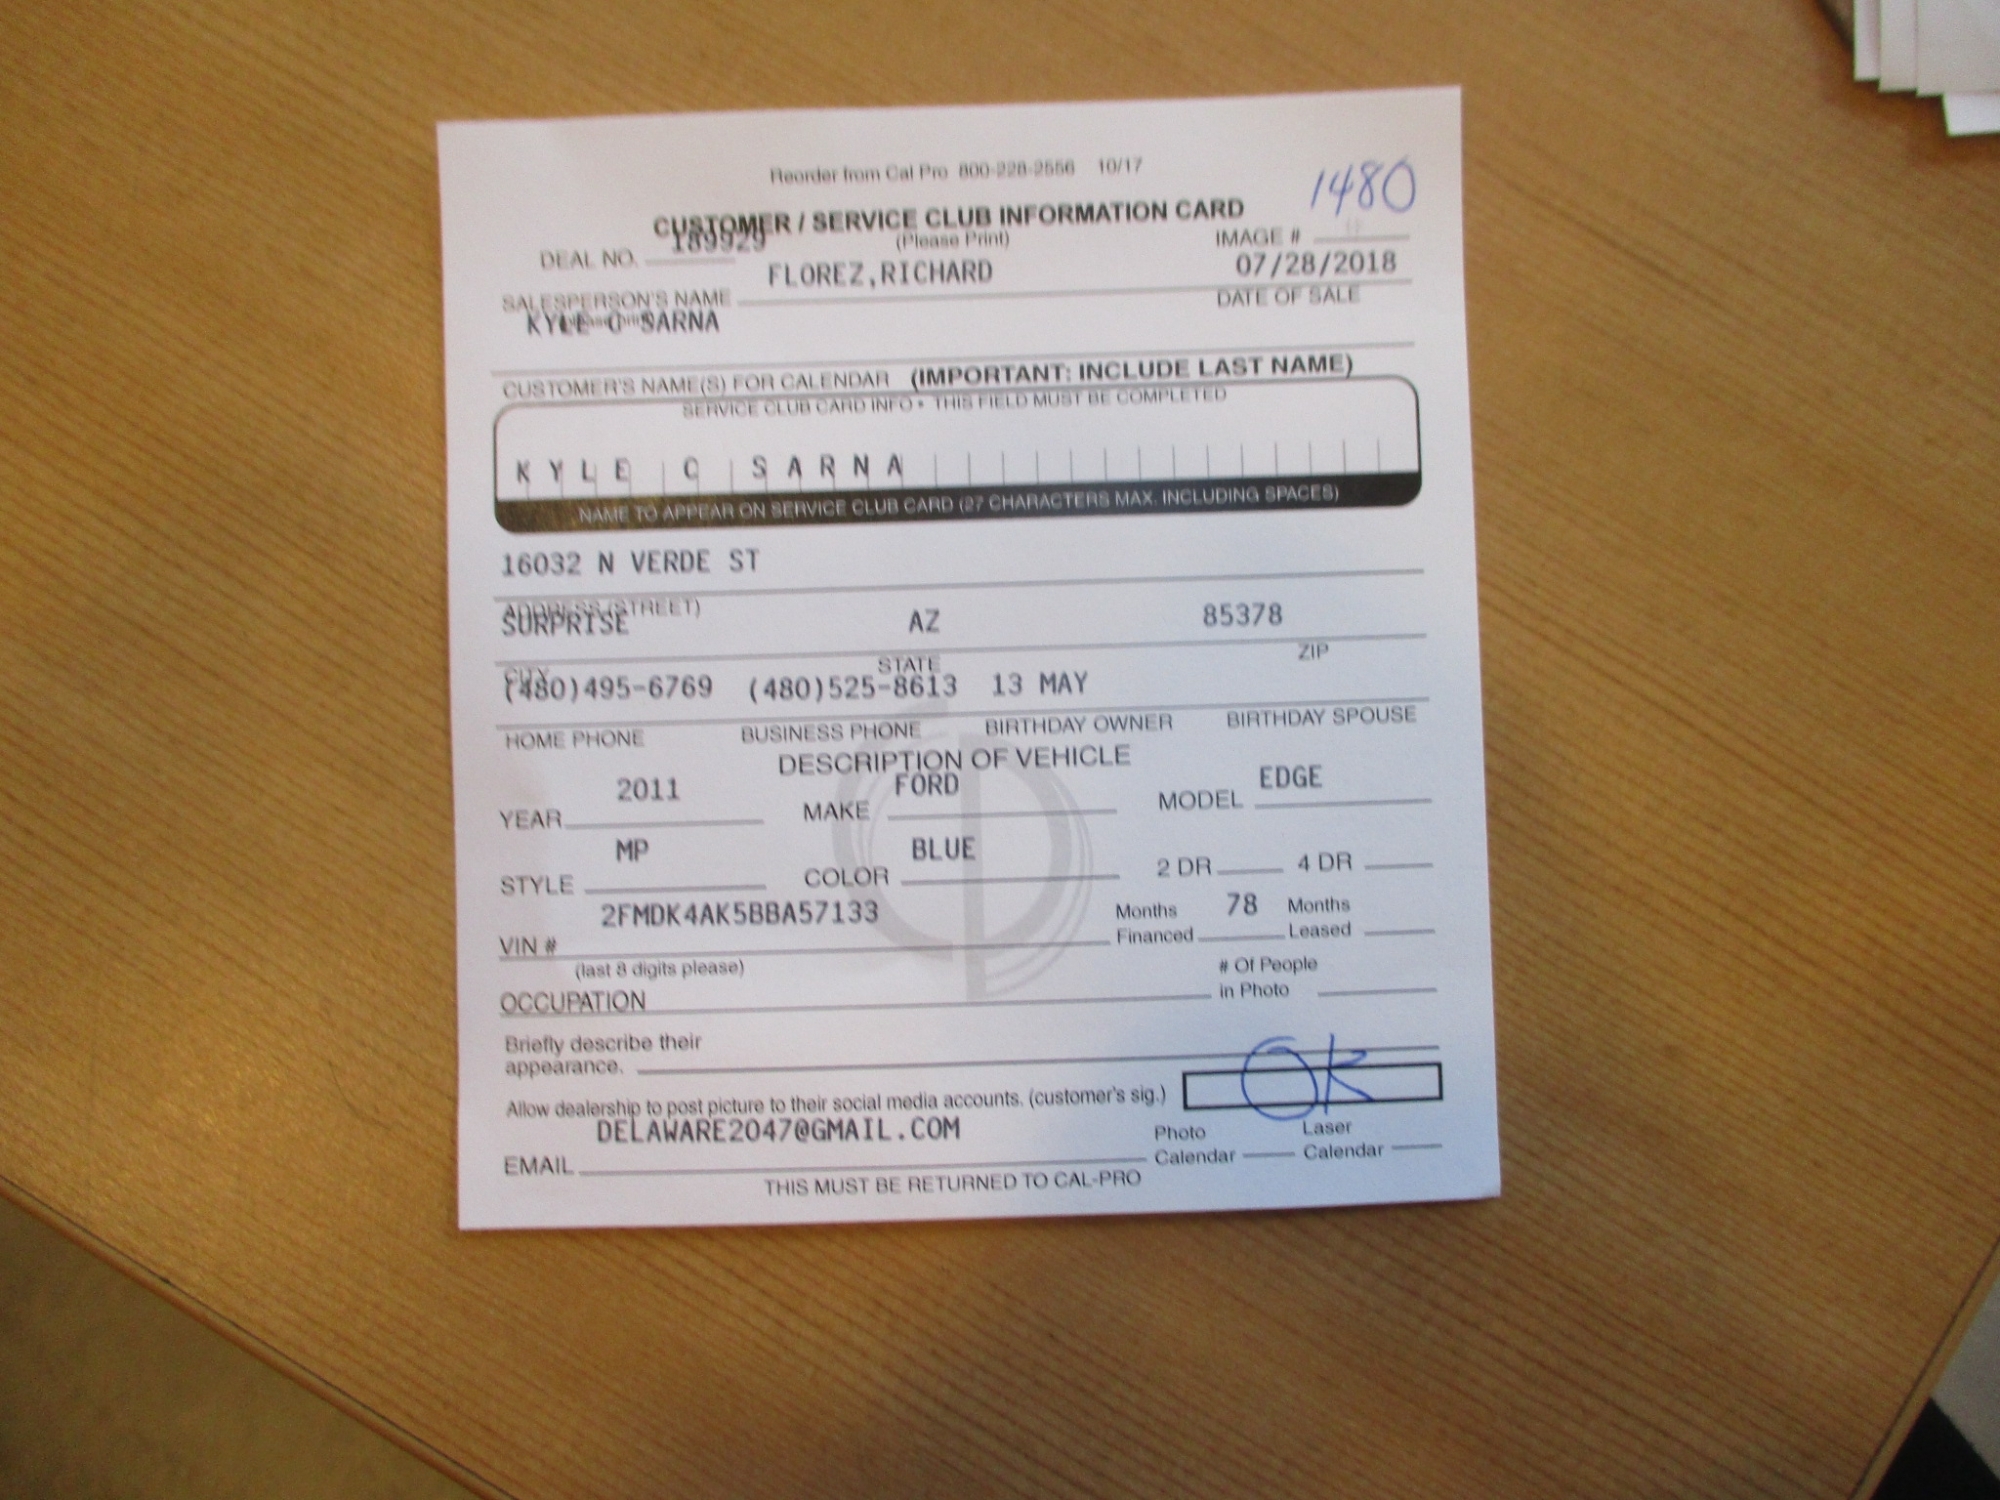 Reorder from Cal Pro 800-228-2556 10/17
1480
CUSTOMER / SERVICE CLUB INFORMATION CARD
(Please Print)
DEAL NO. 189929
IMAGE #
FLOREZ,RICHARD 07/28/2018
SALESPERSON'S NAME DATE OF SALE
KYLE C SARNA
CUSTOMER'S NAME(S) FOR CALENDAR (IMPORTANT: INCLUDE LAST NAME)
SERVICE CLUB CARD INFO • THIS FIELD MUST BE COMPLETED
KYLE C SARNA
NAME TO APPEAR ON SERVICE CLUB CARD (27 CHARACTERS MAX. INCLUDING SPACES)
16032 N VERDE ST
ADDRESS (STREET)
SURPRISE AZ 85378
CITY STATE ZIP
(480)495-6769 (480)525-8613 13 MAY
HOME PHONE BUSINESS PHONE BIRTHDAY OWNER BIRTHDAY SPOUSE
DESCRIPTION OF VEHICLE
YEAR 2011 MAKE FORD MODEL EDGE
STYLE MP COLOR BLUE 2 DR 4 DR
VIN # 2FMDK4AK5BBA57133 Months Financed 78 Months Leased
(last 8 digits please)
OCCUPATION # Of People in Photo
Briefly describe their
appearance.
Allow dealership to post picture to their social media accounts. (customer's sig.) OK
DELAWARE2047@GMAIL.COM
EMAIL Photo Calendar Laser Calendar
THIS MUST BE RETURNED TO CAL-PRO